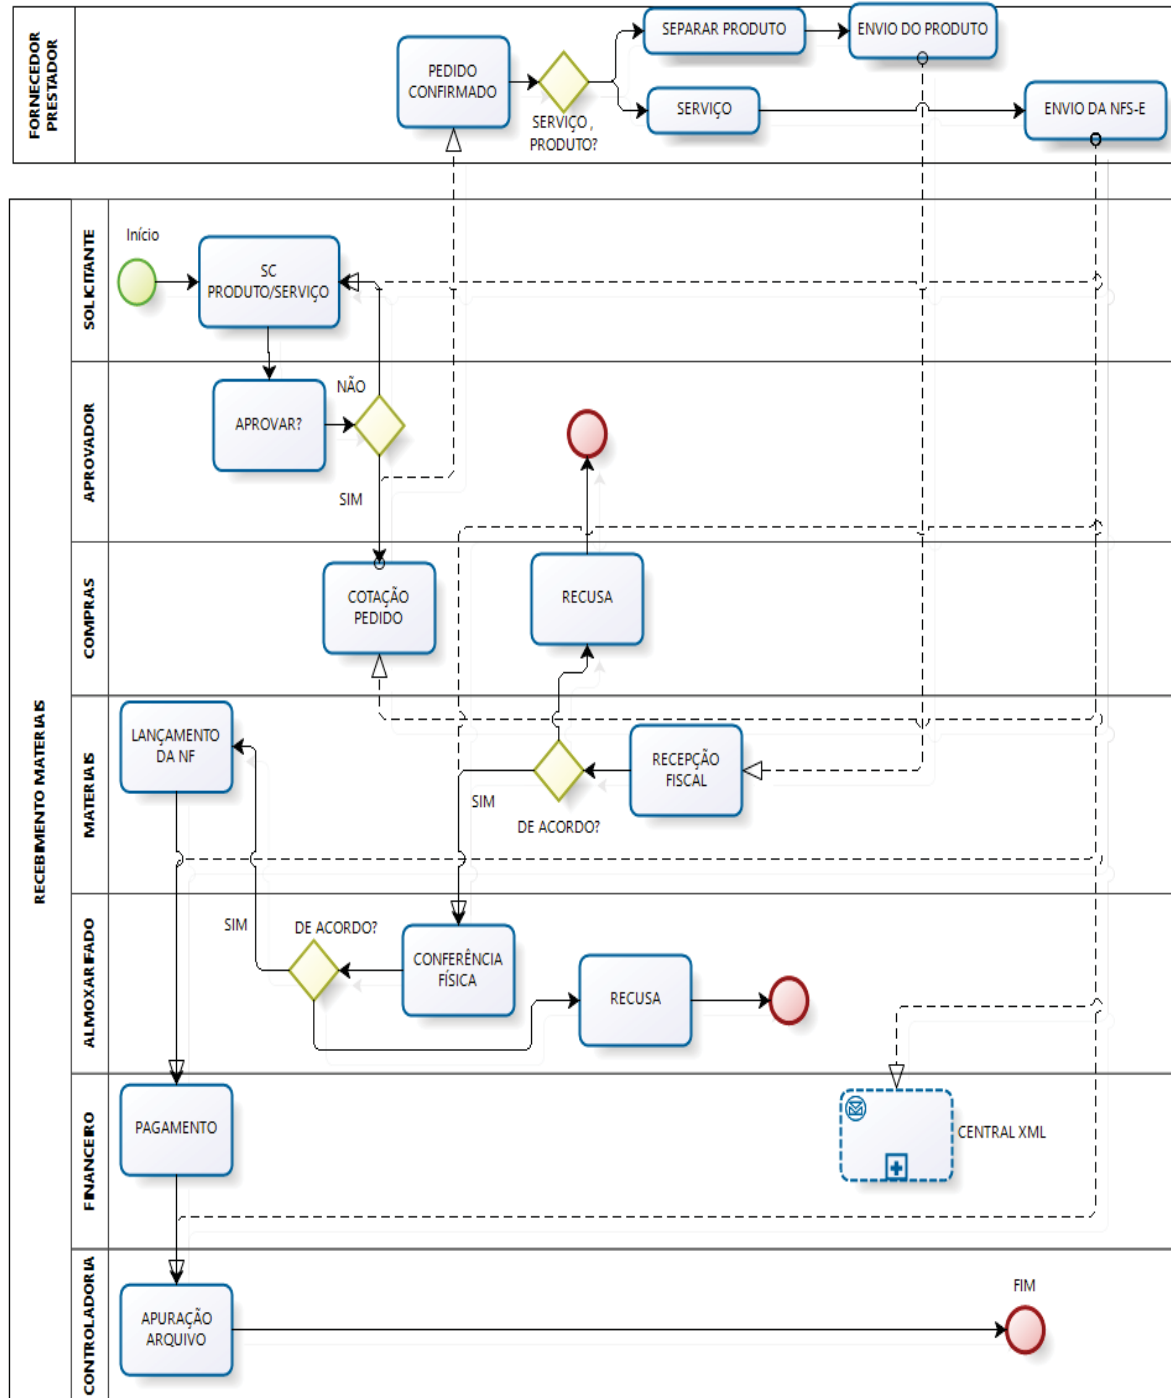 FORNECEDOR
PRESTADOR
PEDIDO
CONFIRMADO
SERVIÇO ,
PRODUTO?
SEPARAR PRODUTO
ENVIO DO PRODUTO
SERVIÇO
ENVIO DA NFS-E
RECEBIMENTO MATERIAIS
SOLICITANTE
Início
SC
PRODUTO/SERVIÇO
APROVADOR
APROVAR?
NÃO
SIM
COMPRAS
COTAÇÃO
PEDIDO
RECUSA
MATERIAIS
LANÇAMENTO
DA NF
SIM
DE ACORDO?
RECEPÇÃO
FISCAL
ALMOXARIFADO
SIM
DE ACORDO?
CONFERÊNCIA
FÍSICA
RECUSA
FINANCEIRO
PAGAMENTO
CENTRAL XML
CONTROLADORIA
APURAÇÃO
ARQUIVO
FIM